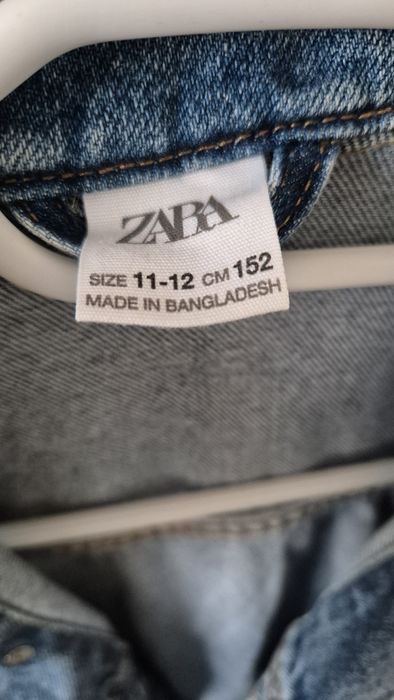 ZARA
SIZE 11-12 CM 152
MADE IN BANGLADESH